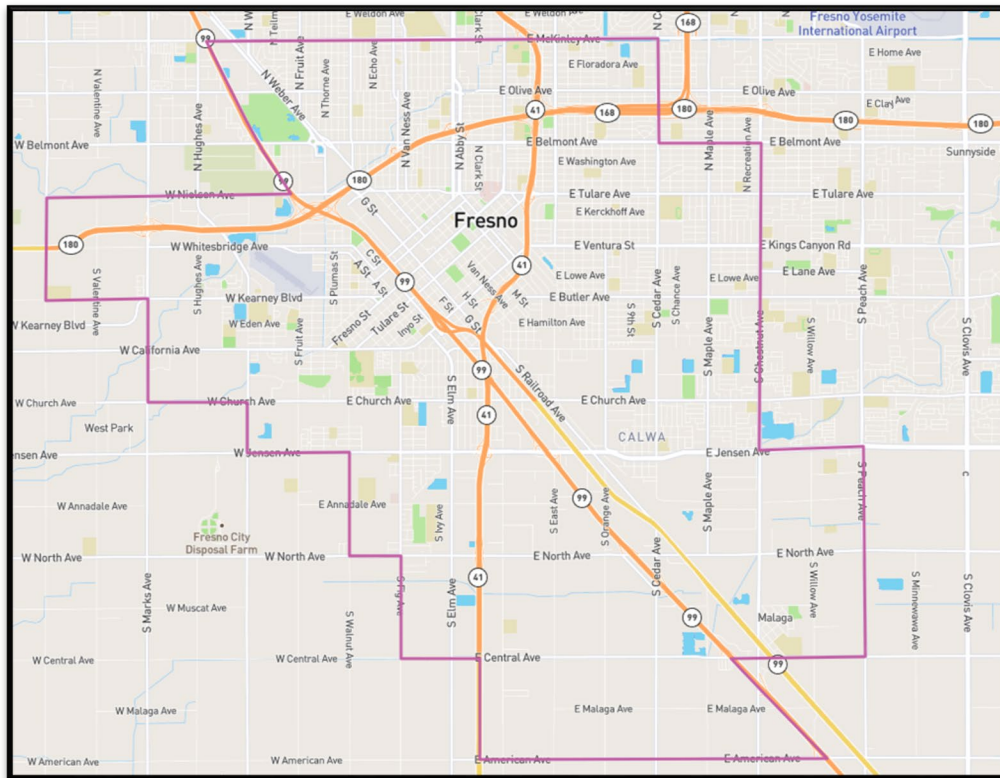 E Weldon Ave
E Weldon Ave
Fresno Yosemite
International Airport
168
99
N Fruit Ave
N Echo Ave
N Thorne Ave
E McKinley Ave
E Home Ave
E Floradora Ave
N Valentine Ave
N Weber Ave
N Hughes Ave
N Van Ness Ave
E Olive Ave
E Olive Ave
E Clay Ave
41
168
180
180
180
W Belmont Ave
N Abby St
N Clark St
E Belmont Ave
N Maple Ave
N Recreation Ave
E Belmont Ave
Sunnyside
E Washington Ave
99
180
W Nielsen Ave
E Tulare Ave
E Tulare Ave
G St
E Kerckhoff Ave
Fresno
180
W Whitesbridge Ave
E Ventura St
E Kings Canyon Rd
C St
A St
A St
41
S Valentine Ave
S Hughes Ave
S Plumas St
99
Van Ness Ave
E Lowe Ave
E Lowe Ave
E Lane Ave
S Peach Ave
W Kearney Blvd
H St
M St
F St
E Butler Ave
S Cedar Ave
S Chance Ave
W Kearney Blvd
W Eden Ave
Fresno St
Tulare St
Inyo St
G St
E Hamilton Ave
S 9th St
S Fruit Ave
S Maple Ave
S Chestnut Ave
S Willow Ave
S Clovis Ave
W California Ave
99
S Railroad Ave
S Elm Ave
W Church Ave
W Church Ave
E Church Ave
E Church Ave
41
West Park
CALWA
ensen Ave
W Jensen Ave
E Jensen Ave
c
S Peach Ave
99
W Annadale Ave
E Annadale Ave
S Ivy Ave
S East Ave
S Orange Ave
S Maple Ave
Fresno City
Disposal Farm
W North Ave
W North Ave
E North Ave
E North Ave
S Cedar Ave
S Willow Ave
41
S Marks Ave
S Fig Ave
S Elm Ave
S Minnewawa Ave
S Clovis Ave
W Muscat Ave
S Walnut Ave
99
Malaga
W Central Ave
W Central Ave
E Central Ave
99
W Malaga Ave
E Malaga Ave
E Malaga Ave
W American Ave
W American Ave
E American Ave
E American Ave